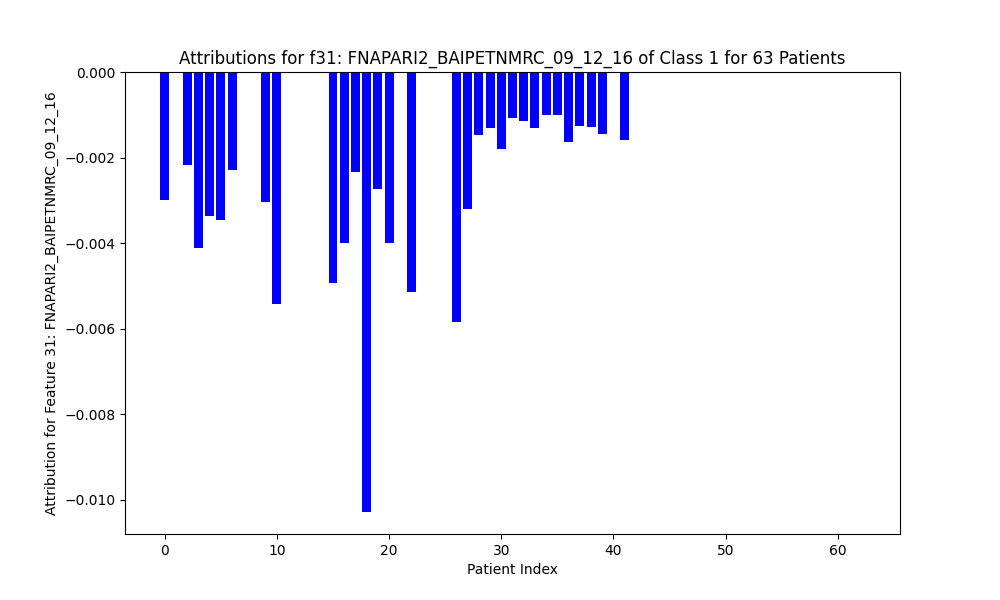 Attributions for f31: FNAPARI2_BAIPETNMRC_09_12_16 of Class 1 for 63 Patients
Attribution for Feature 31: FNAPARI2_BAIPETNMRC_09_12_16
0.000
−0.002
−0.004
−0.006
−0.008
−0.010
0 10 20 30 40 50 60
Patient Index